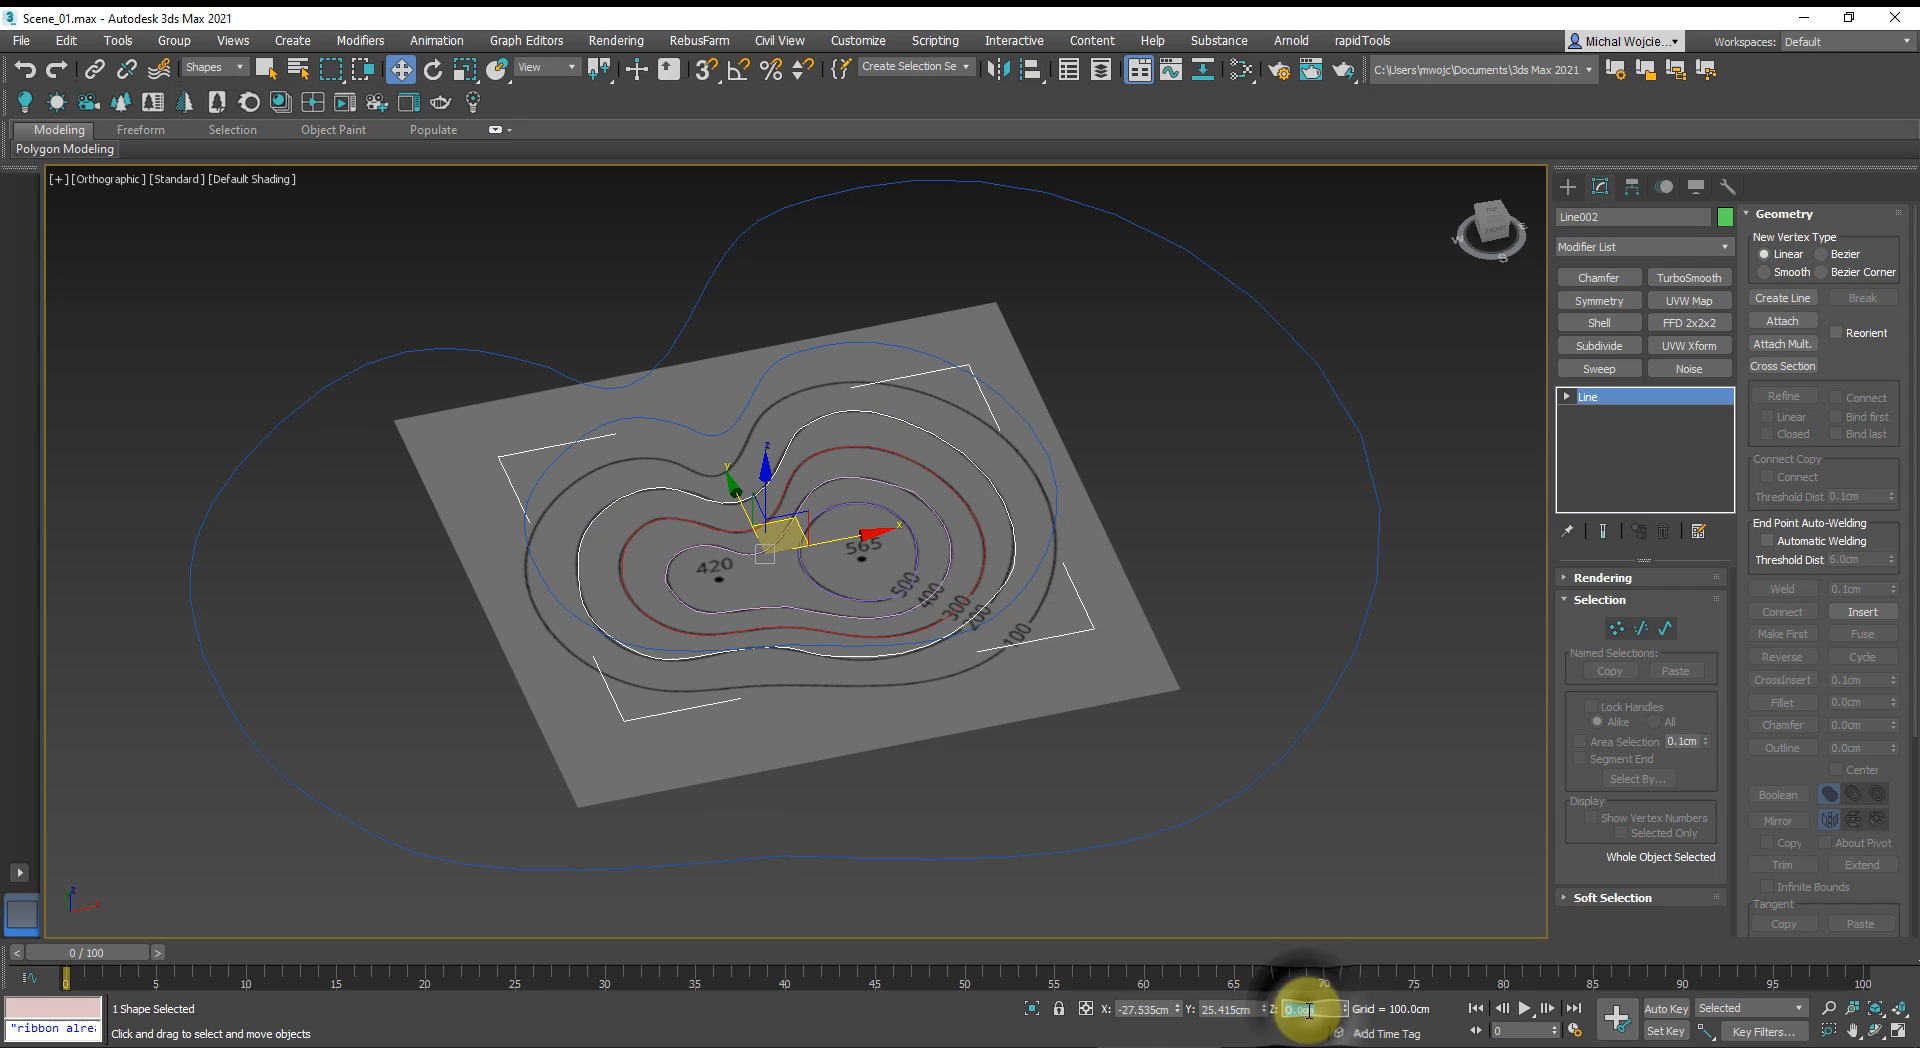 Scene_01.max - Autodesk 3ds Max 2021
File Edit Tools Group Views Create Modifiers Animation Graph Editors Rendering RebusFarm Civil View Customize Scripting Interactive Content Help Substance Arnold rapidTools
Michal Wojcie... Workspaces: Default
Shapes View Create Selection Se C:\Users\mwojc\Documents\3ds Max 2021
Modeling Freeform Selection Object Paint Populate
Polygon Modeling
[+] [Orthographic] [Standard] [Default Shading]
FRONT
W
S
z
y
x
565
420
500
400
300
200
100
z
Line002
Modifier List
Chamfer TurboSmooth
Symmetry UVW Map
Shell FFD 2x2x2
Subdivide UVW Xform
Sweep Noise
Line
Rendering
Selection
Named Selections:
Copy Paste
Lock Handles
Alike All
Area Selection 0.1cm
Segment End
Select By...
Display
Show Vertex Numbers
Selected Only
Whole Object Selected
Soft Selection
Geometry
New Vertex Type
Linear Bezier
Smooth Bezier Corner
Create Line Break
Attach
Reorient
Attach Mult.
Cross Section
Refine Connect
Linear Bind first
Closed Bind last
Connect Copy
Connect
Threshold Dist 0.1cm
End Point Auto-Welding
Automatic Welding
Threshold Dist 6.0cm
Weld 0.1cm
Connect Insert
Make First Fuse
Reverse Cycle
CrossInsert 0.1cm
Fillet 0.0cm
Chamfer 0.0cm
Outline 0.0cm
Center
Boolean
Mirror
Copy About Pivot
Trim Extend
Infinite Bounds
Tangent
Copy Paste
< 0 / 100 >
0 5 10 15 20 25 30 35 40 45 50 55 60 65 70 75 80 85 90 95 100
1 Shape Selected X: -27.535cm Y: 25.415cm Z: Grid = 100.0cm Auto Key Selected
"ribbon alrea Click and drag to select and move objects Add Time Tag 0 Set Key Key Filters...